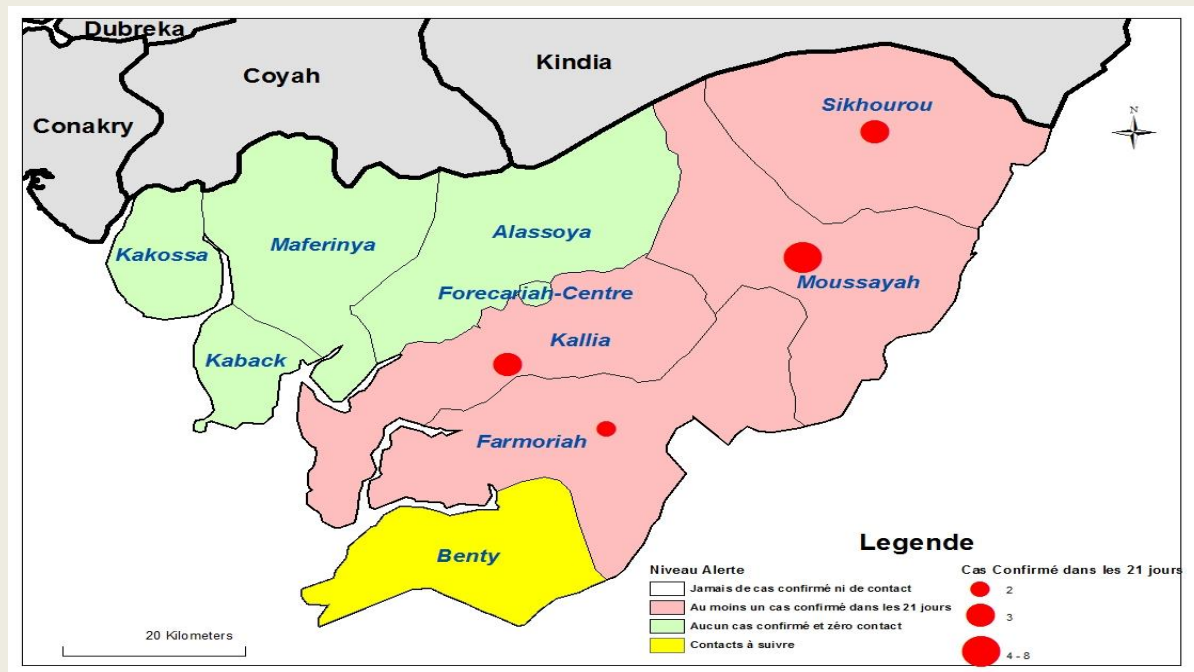 Dubreka
Coyah
Kindia
Conakry
Sikhourou
N
Kakossa
Maferinya
Alassoya
Moussayah
Forecariah-Centre
Kallia
Kaback
Farmoriah
Benty
20 Kilometers
Legende
Niveau Alerte
Jamais de cas confirmé ni de contact
Au moins un cas confirmé dans les 21 jours
Aucun cas confirmé et zéro contact
Contacts à suivre
Cas Confirmé dans les 21 jours
2
3
4 - 8